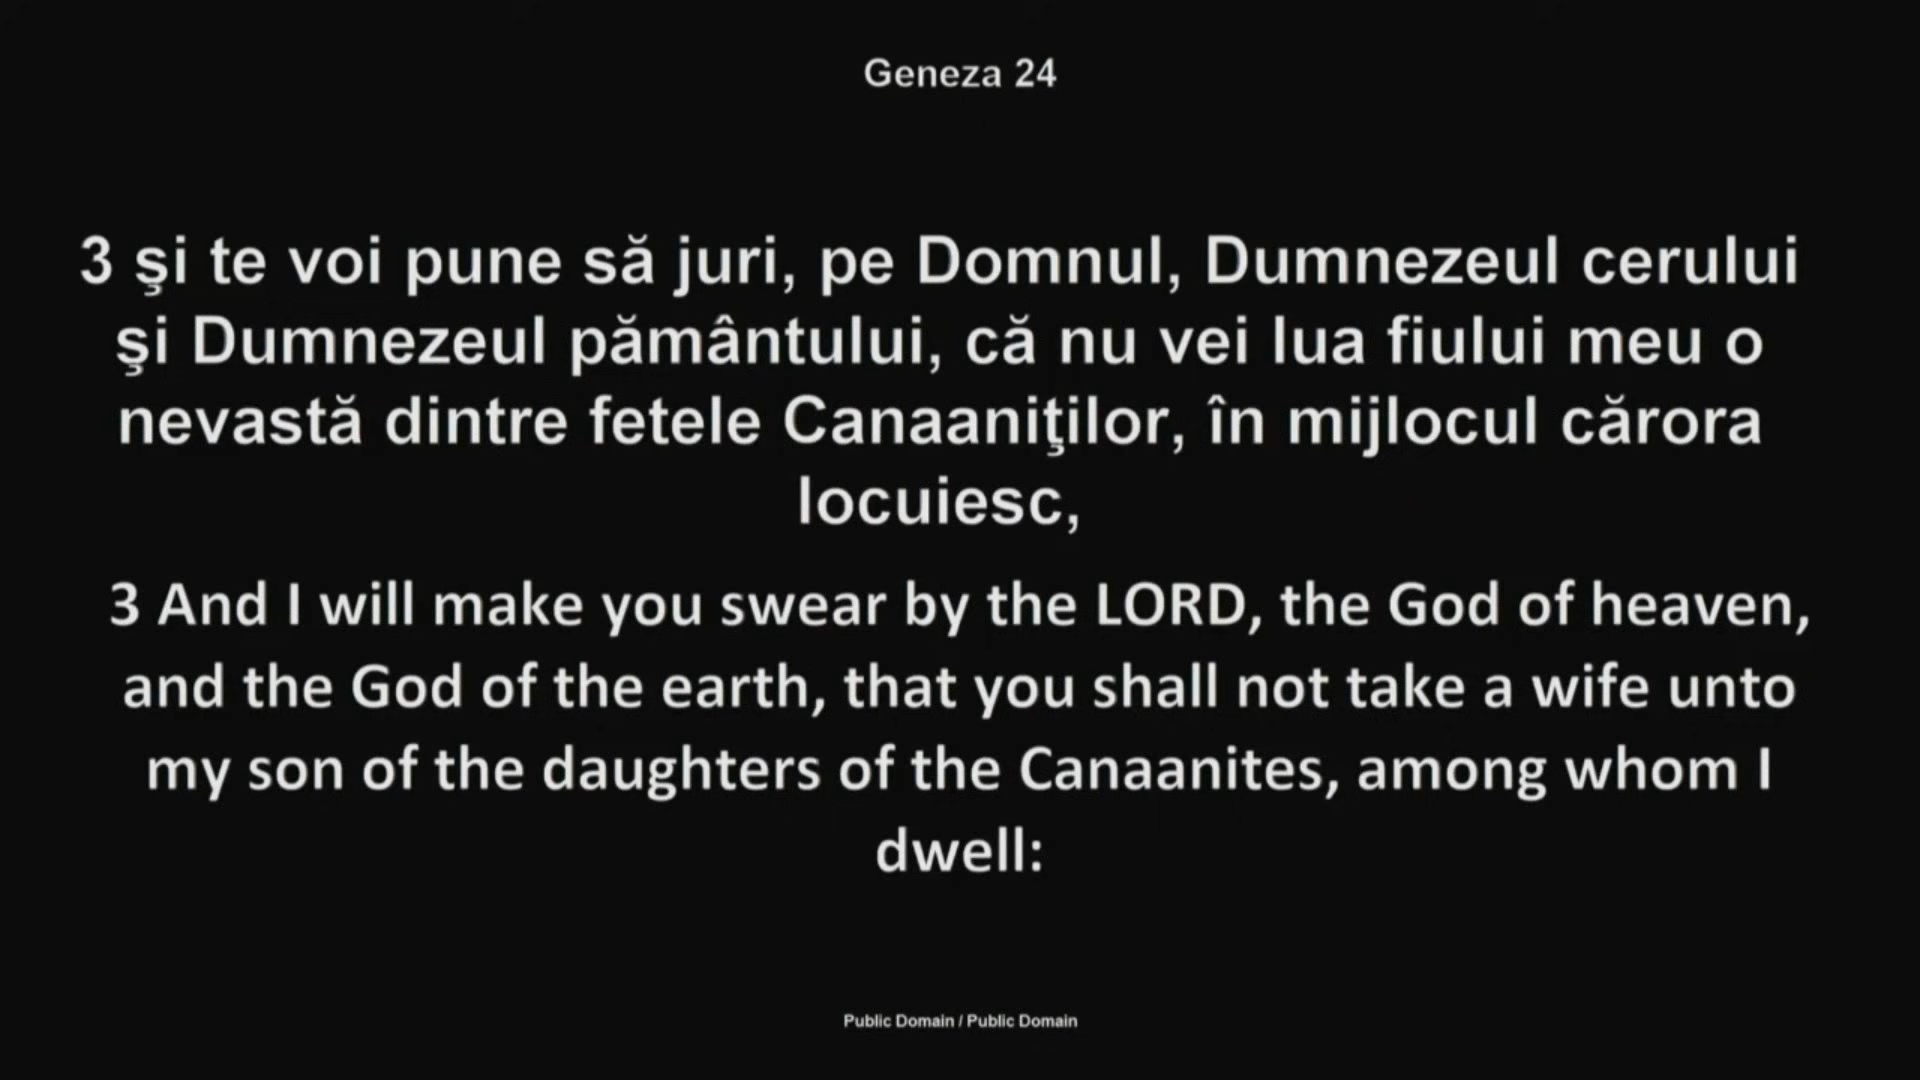 Geneza 24
3 şi te voi pune să juri, pe Domnul, Dumnezeul cerului
şi Dumnezeul pământului, că nu vei lua fiului meu o
nevastă dintre fetele Canaaniţilor, în mijlocul cărora
locuiesc,
3 And I will make you swear by the LORD, the God of heaven,
and the God of the earth, that you shall not take a wife unto
my son of the daughters of the Canaanites, among whom I
dwell:
Public Domain / Public Domain